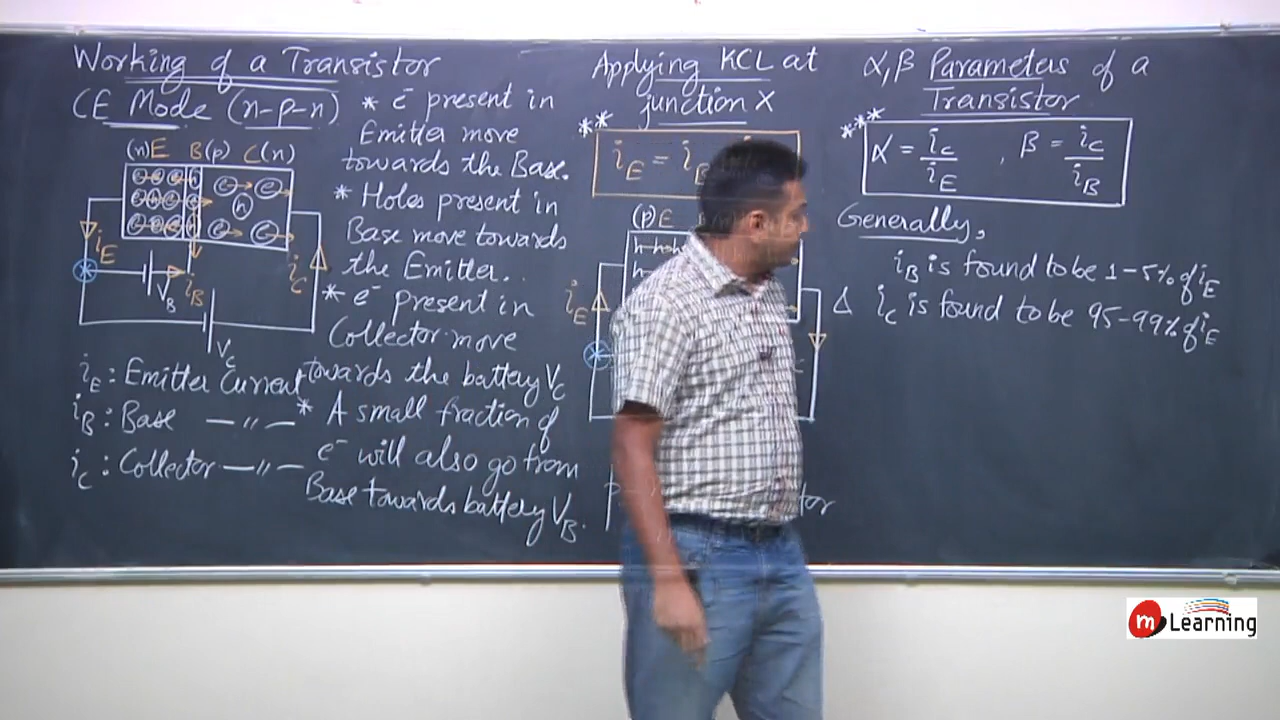 Working of a Transistor
CE Mode (n-p-n)
(n)E B(p) C(n)
e e e h
e e
h
e e e h
e e
e e e h
iE
VB
iB
iC
VC
iE : Emitter Current
iB : Base —〃—
iC : Collector —〃—
* e⁻ present in
Emitter move
towards the Base.
* Holes present in
Base move towards
the Emitter..
* e⁻ present in
Collector move
towards the battery VC
* A small fraction of
e⁻ will also go from
Base towards battery VB.
Applying KCL at
junction X
**
iE = iB
(p)E
h h
h
iE
α, β Parameters of a
Transistor
***
α = iC/iE , β = iC/iB
Generally,
iB is found to be 1-5% of iE
Δ iC is found to be 95-99% of iE
m Learning